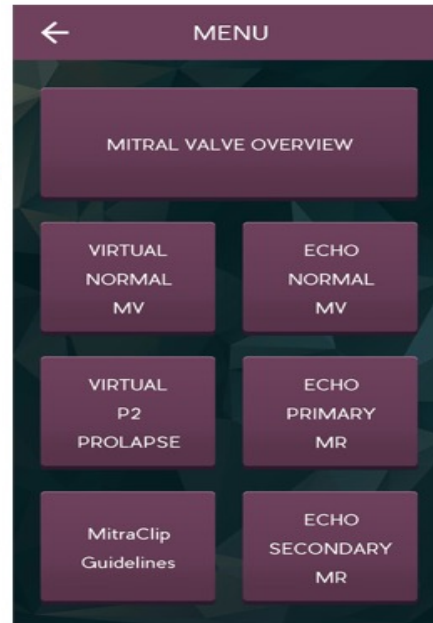 MENU
MITRAL VALVE OVERVIEW
VIRTUAL
NORMAL
MV
ECHO
NORMAL
MV
VIRTUAL
P2
PROLAPSE
ECHO
PRIMARY
MR
MitraClip
Guidelines
ECHO
SECONDARY
MR